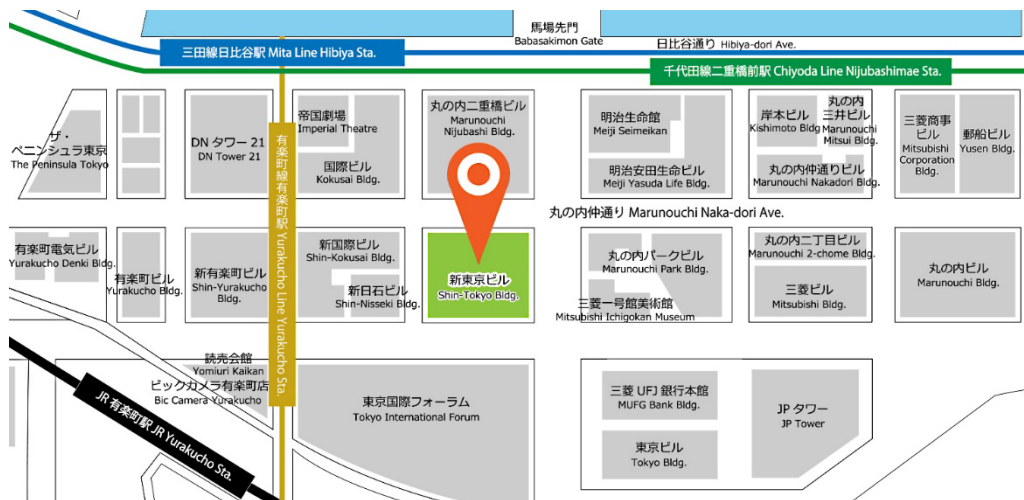 馬場先門
Babasakimon Gate
三田線日比谷駅 Mita Line Hibiya Sta.
日比谷通り Hibiya-dori Ave.
千代田線二重橋前駅 Chiyoda Line Nijubashimae Sta.
ザ・
ペニンシュラ東京
The Peninsula Tokyo
DN タワー 21
DN Tower 21
有楽町線有楽町駅 Yurakucho Line Yurakucho Sta.
帝国劇場
Imperial Theatre
国際ビル
Kokusai Bldg.
丸の内二重橋ビル
Marunouchi
Nijubashi Bldg.
明治生命館
Meiji Seimeikan
明治安田生命ビル
Meiji Yasuda Life Bldg.
岸本ビル
Kishimoto Bldg.
丸の内
三井ビル
Marunouchi
Mitsui Bldg.
丸の内仲通りビル
Marunouchi Nakadori Bldg.
三菱商事
ビル
Mitsubishi
Corporation
Bldg.
郵船ビル
Yusen Bldg.
丸の内仲通り Marunouchi Naka-dori Ave.
有楽町電気ビル
Yurakucho Denki Bldg.
有楽町ビル
Yurakucho Bldg.
新有楽町ビル
Shin-Yurakucho
Bldg.
新国際ビル
Shin-Kokusai Bldg.
新日石ビル
Shin-Nisseki Bldg.
新東京ビル
Shin-Tokyo Bldg.
丸の内パークビル
Marunouchi Park Bldg.
三菱一号館美術館
Mitsubishi Ichigokan Museum
丸の内二丁目ビル
Marunouchi 2-chome Bldg.
三菱ビル
Mitsubishi Bldg.
丸の内ビル
Marunouchi Bldg.
読売会館
Yomiuri Kaikan
ビックカメラ有楽町店
Bic Camera Yurakucho
JR 有楽町駅 JR Yurakucho Sta.
東京国際フォーラム
Tokyo International Forum
三菱 UFJ 銀行本館
MUFG Bank Bldg.
東京ビル
Tokyo Bldg.
JP タワー
JP Tower